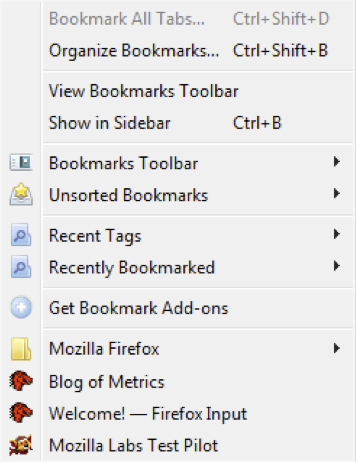 Bookmark All Tabs... Ctrl+Shift+D
Organize Bookmarks... Ctrl+Shift+B
View Bookmarks Toolbar
Show in Sidebar Ctrl+B
Bookmarks Toolbar
Unsorted Bookmarks
Recent Tags
Recently Bookmarked
Get Bookmark Add-ons
Mozilla Firefox
Blog of Metrics
Welcome! — Firefox Input
Mozilla Labs Test Pilot